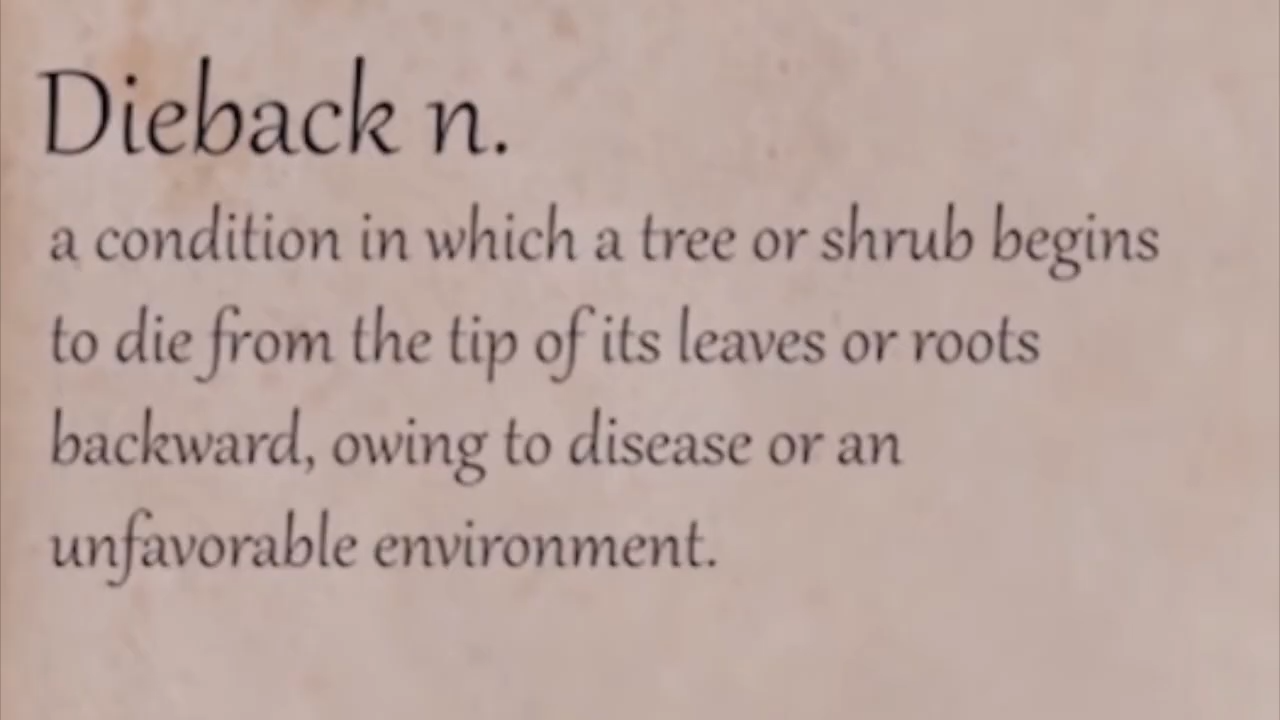 Dieback n.
a condition in which a tree or shrub begins
to die from the tip of its leaves or roots
backward, owing to disease or an
unfavorable environment.